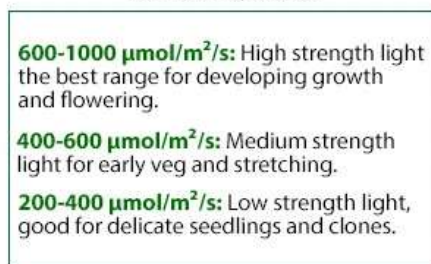 600-1000 µmol/m²/s: High strength light
the best range for developing growth
and flowering.
400-600 µmol/m²/s: Medium strength
light for early veg and stretching.
200-400 µmol/m²/s: Low strength light,
good for delicate seedlings and clones.